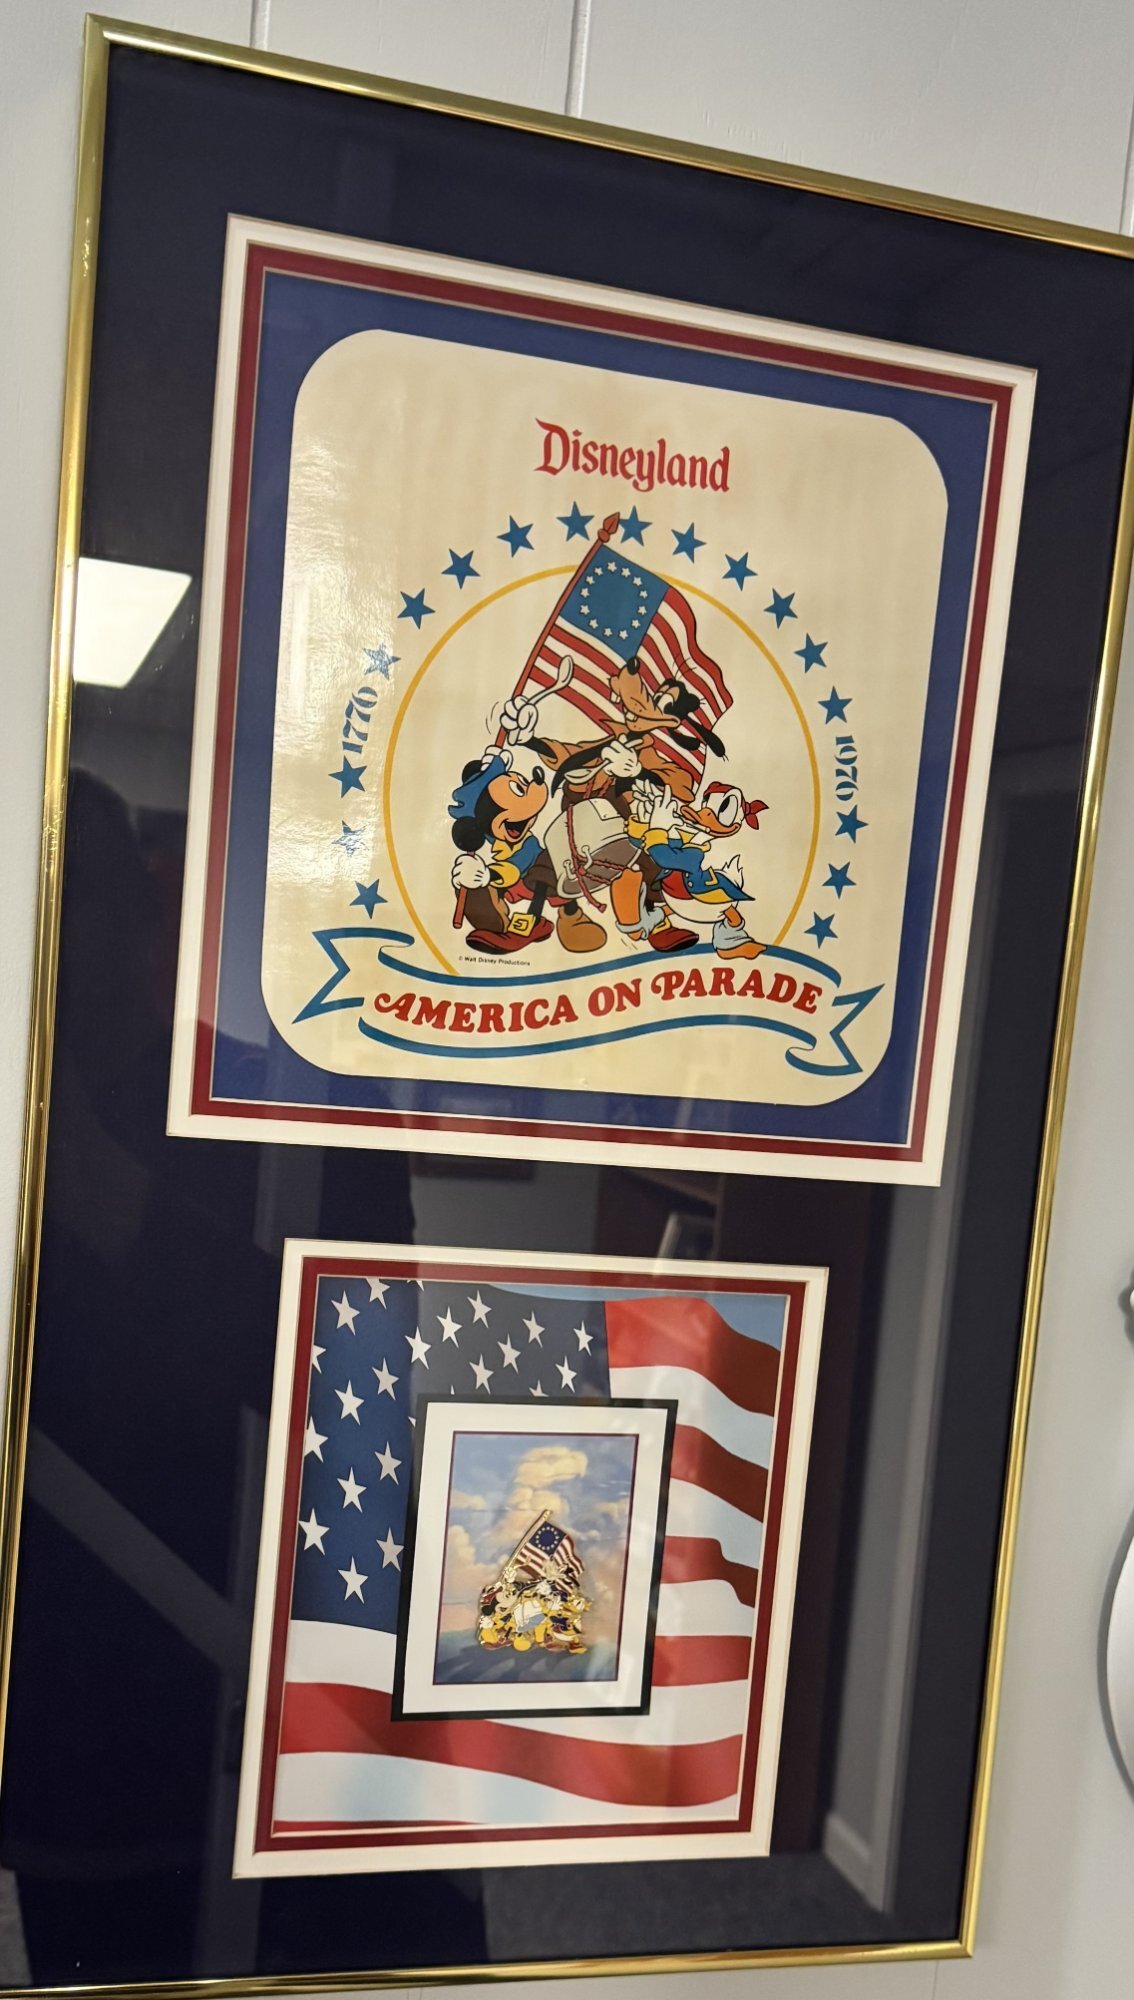 Disneyland
1776
1976
© Walt Disney Productions
AMERICA ON PARADE